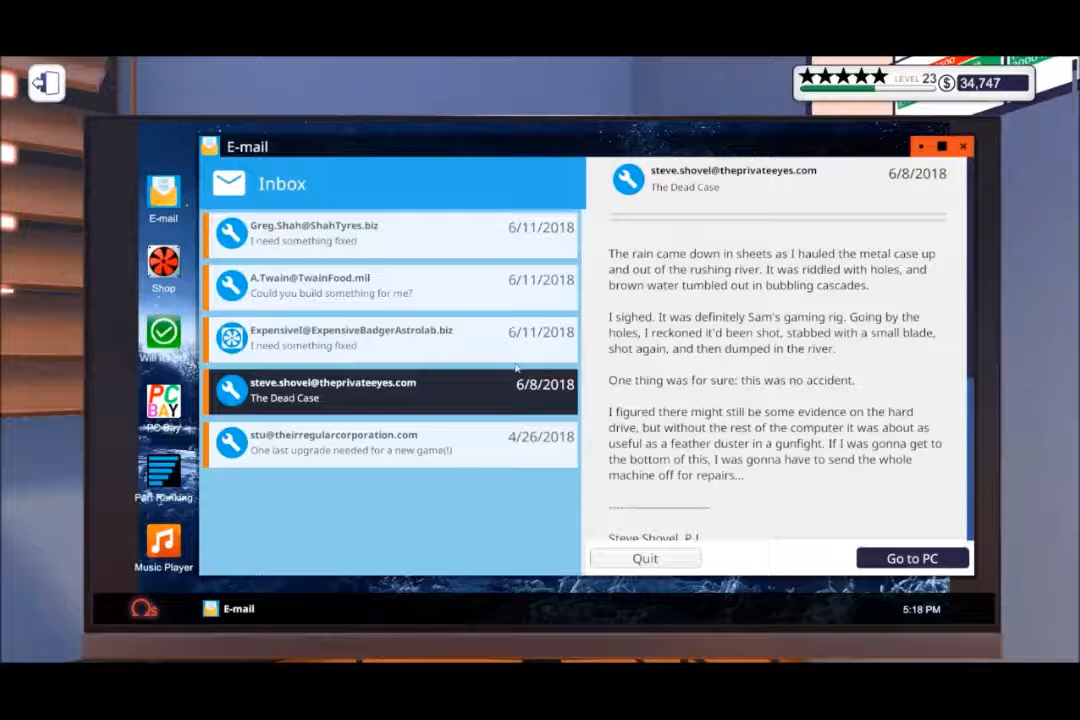 LEVEL 23
$ 34,747
E-mail
Inbox
Greg.Shah@ShahTyres.biz
6/11/2018
I need something fixed
A.Twain@TwainFood.mil
6/11/2018
Could you build something for me?
ExpensiveI@ExpensiveBadgerAstrolab.biz
6/11/2018
I need something fixed
steve.shovel@theprivateeyes.com
6/8/2018
The Dead Case
stu@theirregularcorporation.com
4/26/2018
One last upgrade needed for a new game(!)
steve.shovel@theprivateeyes.com
6/8/2018
The Dead Case
The rain came down in sheets as I hauled the metal case up
and out of the rushing river. It was riddled with holes, and
brown water tumbled out in bubbling cascades.
I sighed. It was definitely Sam's gaming rig. Going by the
holes, I reckoned it'd been shot, stabbed with a small blade,
shot again, and then dumped in the river.
One thing was for sure: this was no accident.
I figured there might still be some evidence on the hard
drive, but without the rest of the computer it was about as
useful as a feather duster in a gunfight. If I was gonna get to
the bottom of this, I was gonna have to send the whole
machine off for repairs...
Steve Shovel, P.I.
Quit
Go to PC
E-mail
Shop
PC
BAY
PC Bay
Part Ranking
Music Player
E-mail
5:18 PM